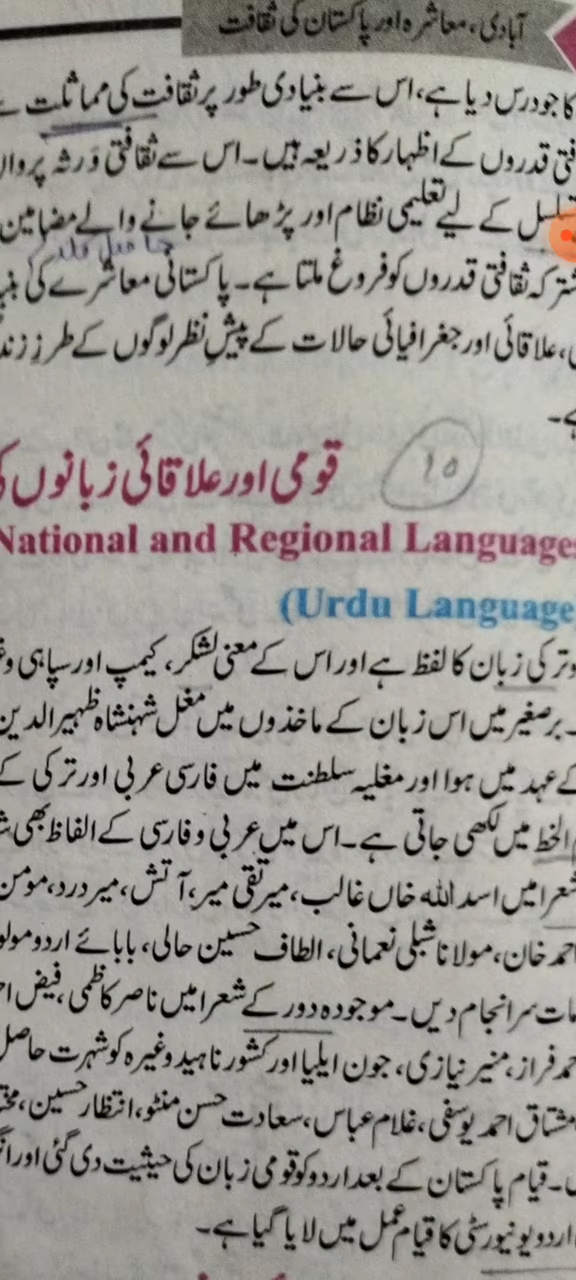 آبادی، معاشرہ اور پاکستان کی ثقافت
کا جو درس دیا ہے، اس سے بنیادی طور پر ثقافت کی مماثلت
قدروں کے اظہار کا ذریعہ ہیں۔ اس سے ثقافتی ورثہ
کے لیے تعلیمی نظام اور پڑھائے جانے والے مضامین
ثقافتی قدروں کو فروغ ملتا ہے۔ پاکستانی معاشرے کی
، علاقائی اور جغرافیائی حالات کے پیشِ نظر لوگوں کے طرزِ
ہے۔
قومی اور علاقائی زبانوں
15
National and Regional Language
(Urdu Language
ترکی زبان کا لفظ ہے اور اس کے معنی لشکر، کیمپ اور سپاہی
۔ برصغیر میں اس زبان کے ماخذوں میں مغل شہنشاہ ظہیر الدین
کے عہد میں ہوا اور مغلیہ سلطنت میں فارسی عربی اور ترکی کے
الخط میں لکھی جاتی ہے۔ اس میں عربی و فارسی کے الفاظ بھی
شعرا میں اسد اللہ خاں غالب، میر تقی میر، آتش، میر درد، مومن
احمد خان، مولانا شبلی نعمانی، الطاف حسین حالی، بابائے اردو
سرانجام دیں۔ موجودہ دور کے شعرا میں ناصر کاظمی، فیض
فراز، منیر نیازی، جون ایلیا اور کشور ناہید وغیرہ کو شہرت حاصل
مشتاق احمد یوسفی، غلام عباس، سعادت حسن منٹو، انتظار حسین،
۔ قیام پاکستان کے بعد اردو کو قومی زبان کی حیثیت دی گئی اور
اردو یونیورسٹی کا قیام عمل میں لایا گیا ہے۔